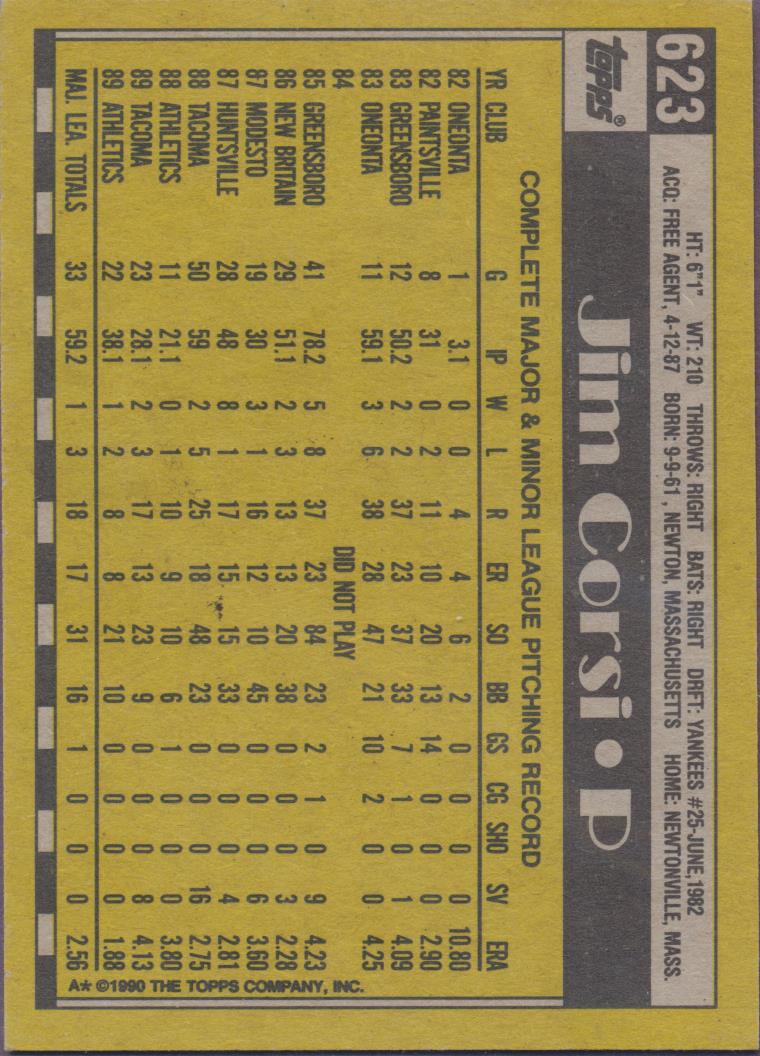 623
Topps®
HT: 6"1" WT: 210 THROWS: RIGHT BATS: RIGHT DRFT: YANKEES #25-JUNE, 1982
ACQ: FREE AGENT, 4-12-87 BORN: 9-9-61, NEWTON, MASSACHUSETTS HOME: NEWTONVILLE, MASS.
Jim Corsi • P
COMPLETE MAJOR & MINOR LEAGUE PITCHING RECORD
YR CLUB G IP W L R ER SO BB GS CG SHO SV ERA
82 ONEONTA 1 3.1 0 0 4 4 6 2 0 0 0 0 10.80
82 PAINTSVILLE 8 31 0 2 11 10 20 13 14 0 0 0 2.90
83 GREENSBORO 12 50.2 2 2 37 23 37 33 7 1 0 1 4.09
83 ONEONTA 11 59.1 3 6 38 28 47 21 10 2 0 0 4.25
84 DID NOT PLAY
85 GREENSBORO 41 78.2 5 8 37 23 84 23 2 1 0 9 4.23
86 NEW BRITAIN 29 51.1 2 3 13 13 20 38 0 0 0 3 2.28
87 MODESTO 19 30 3 1 16 12 10 45 0 0 0 6 3.60
87 HUNTSVILLE 28 48 8 1 17 15 15 33 0 0 0 4 2.81
88 TACOMA 50 59 2 5 25 18 48 23 0 0 0 16 2.75
88 ATHLETICS 11 21.1 0 1 10 9 10 6 1 0 0 0 3.80
89 TACOMA 23 28.1 2 3 17 13 23 9 0 0 0 8 4.13
89 ATHLETICS 22 38.1 1 2 8 8 21 10 0 0 0 0 1.88
MAJ. LEA. TOTALS 33 59.2 1 3 18 17 31 16 1 0 0 0 2.56
A* ©1990 THE TOPPS COMPANY, INC.